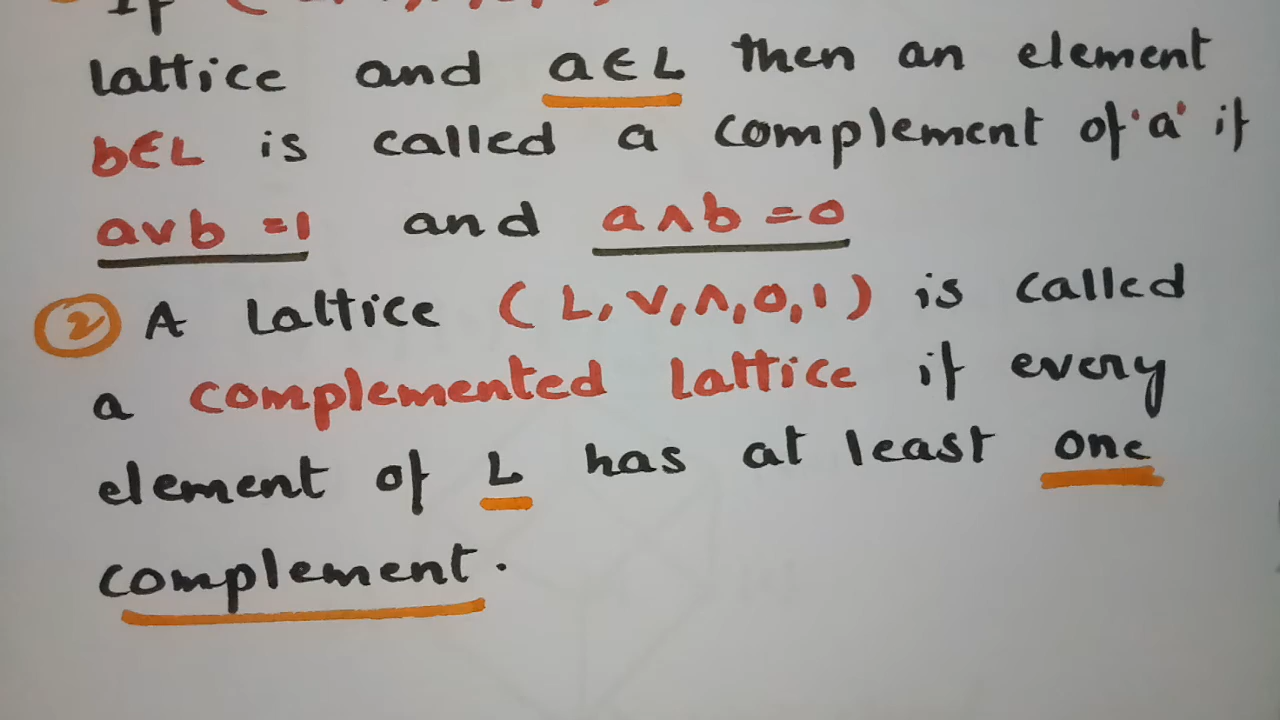 If (
lattice and a∈L then an element
b∈L is called a complement of 'a' if
a∨b =1 and a∧b =0
2 A Lattice (L,∨,∧,0,1) is called
a complemented lattice if every
element of L has at least one
complement.